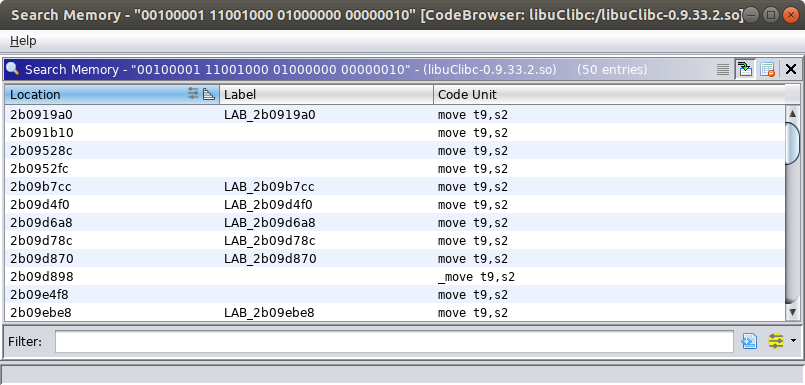 Search Memory - "00100001 11001000 01000000 00000010" [CodeBrowser: libuClibc:/libuClibc-0.9.33.2.so]
Help
Search Memory - "00100001 11001000 01000000 00000010" - (libuClibc-0.9.33.2.so) (50 entries)
Location Label Code Unit
2b0919a0 LAB_2b0919a0 move t9,s2
2b091b10 move t9,s2
2b09528c move t9,s2
2b0952fc move t9,s2
2b09b7cc LAB_2b09b7cc move t9,s2
2b09d4f0 LAB_2b09d4f0 move t9,s2
2b09d6a8 LAB_2b09d6a8 move t9,s2
2b09d78c LAB_2b09d78c move t9,s2
2b09d870 LAB_2b09d870 move t9,s2
2b09d898 _move t9,s2
2b09e4f8 move t9,s2
2b09ebe8 LAB_2b09ebe8 move t9,s2
Filter: